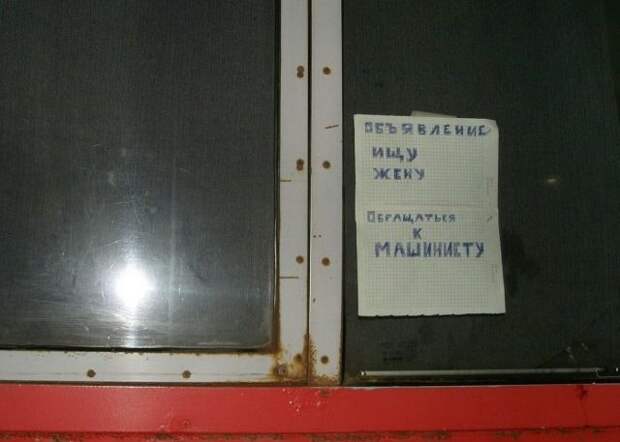 ОБЪЯВЛЕНИЕ
ИЩУ
ЖЕНУ
ОБРАЩАТЬСЯ
К
МАШИНИСТУ